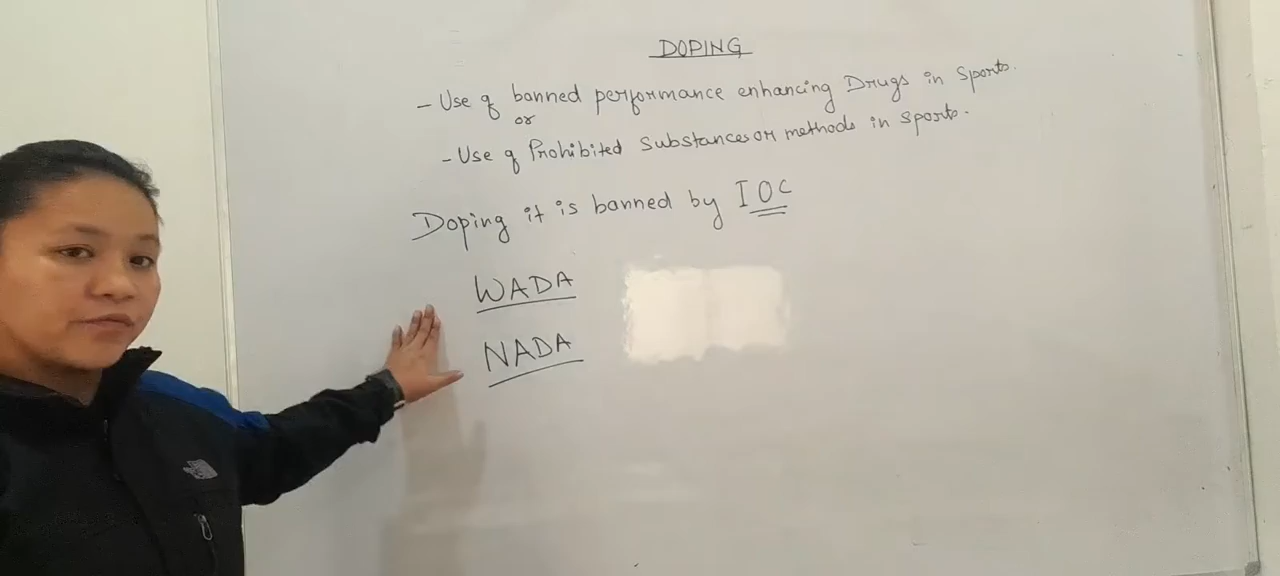 DOPING
- Use of banned performance enhancing Drugs in sports.
or
- Use of Prohibited Substances or methods in sports.
Doping it is banned by IOC
WADA
NADA